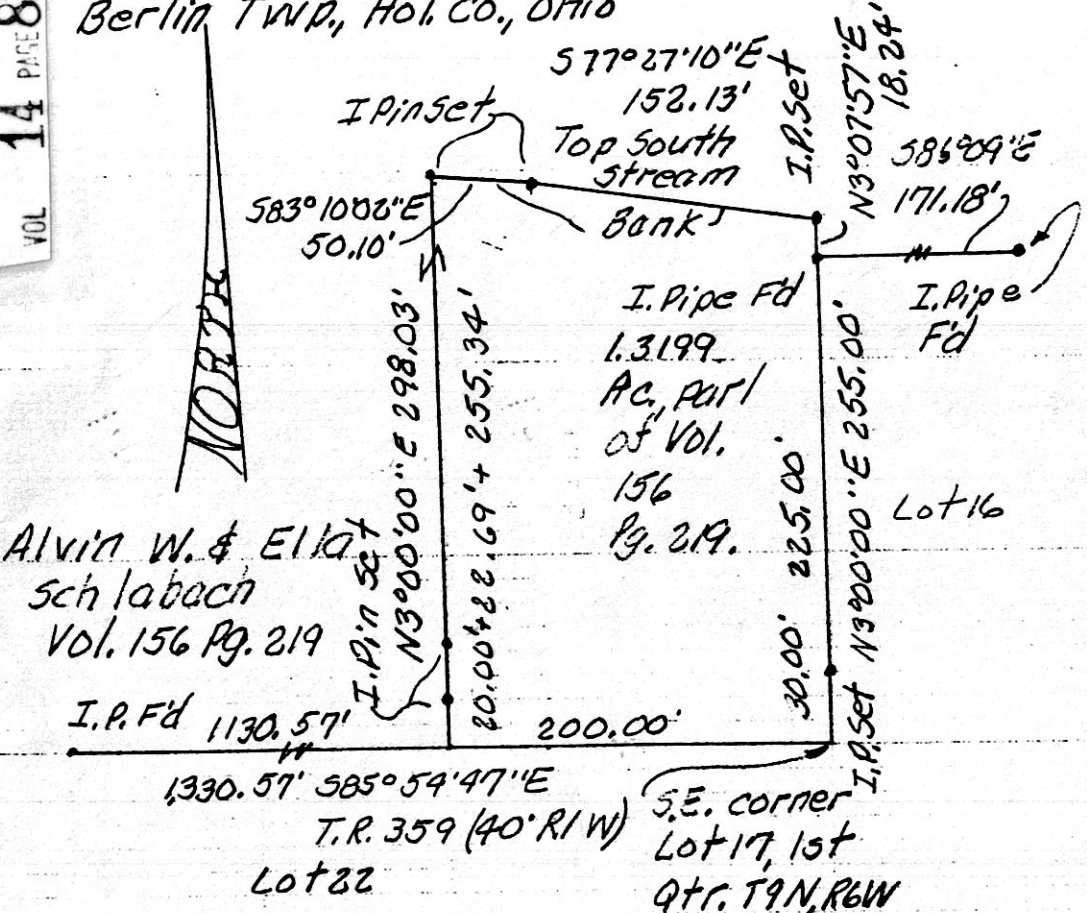 Berlin Twp., Hol. Co., Ohio
VOL 14 PAGE 8
NORTH
I Pin Set
S77°27'10"E
152.13'
Top South
Stream
Bank
I.P. Set
N3°07'57"E
18.24'
S86°09'E
171.18'
S83°10'02"E
50.10'
I. Pipe Fd
I. Pipe
Fd
1.3199
Ac, part
of Vol.
156
Pg. 219.
N3°00'00"E 298.03'
20.00'+22.69'+255.34'
I. Pin Set
30.00' 225.00'
N3°00'00"E 255.00'
I.P. Set
Lot 16
Alvin W. & Ella
Schlabach
Vol. 156 Pg. 219
I.P. Fd
1130.57'
200.00'
1,330.57' S85°54'47"E
T.R. 359 (40' R/W)
Lot 22
S.E. corner
Lot 17, 1st
Qtr. T9N, R6W